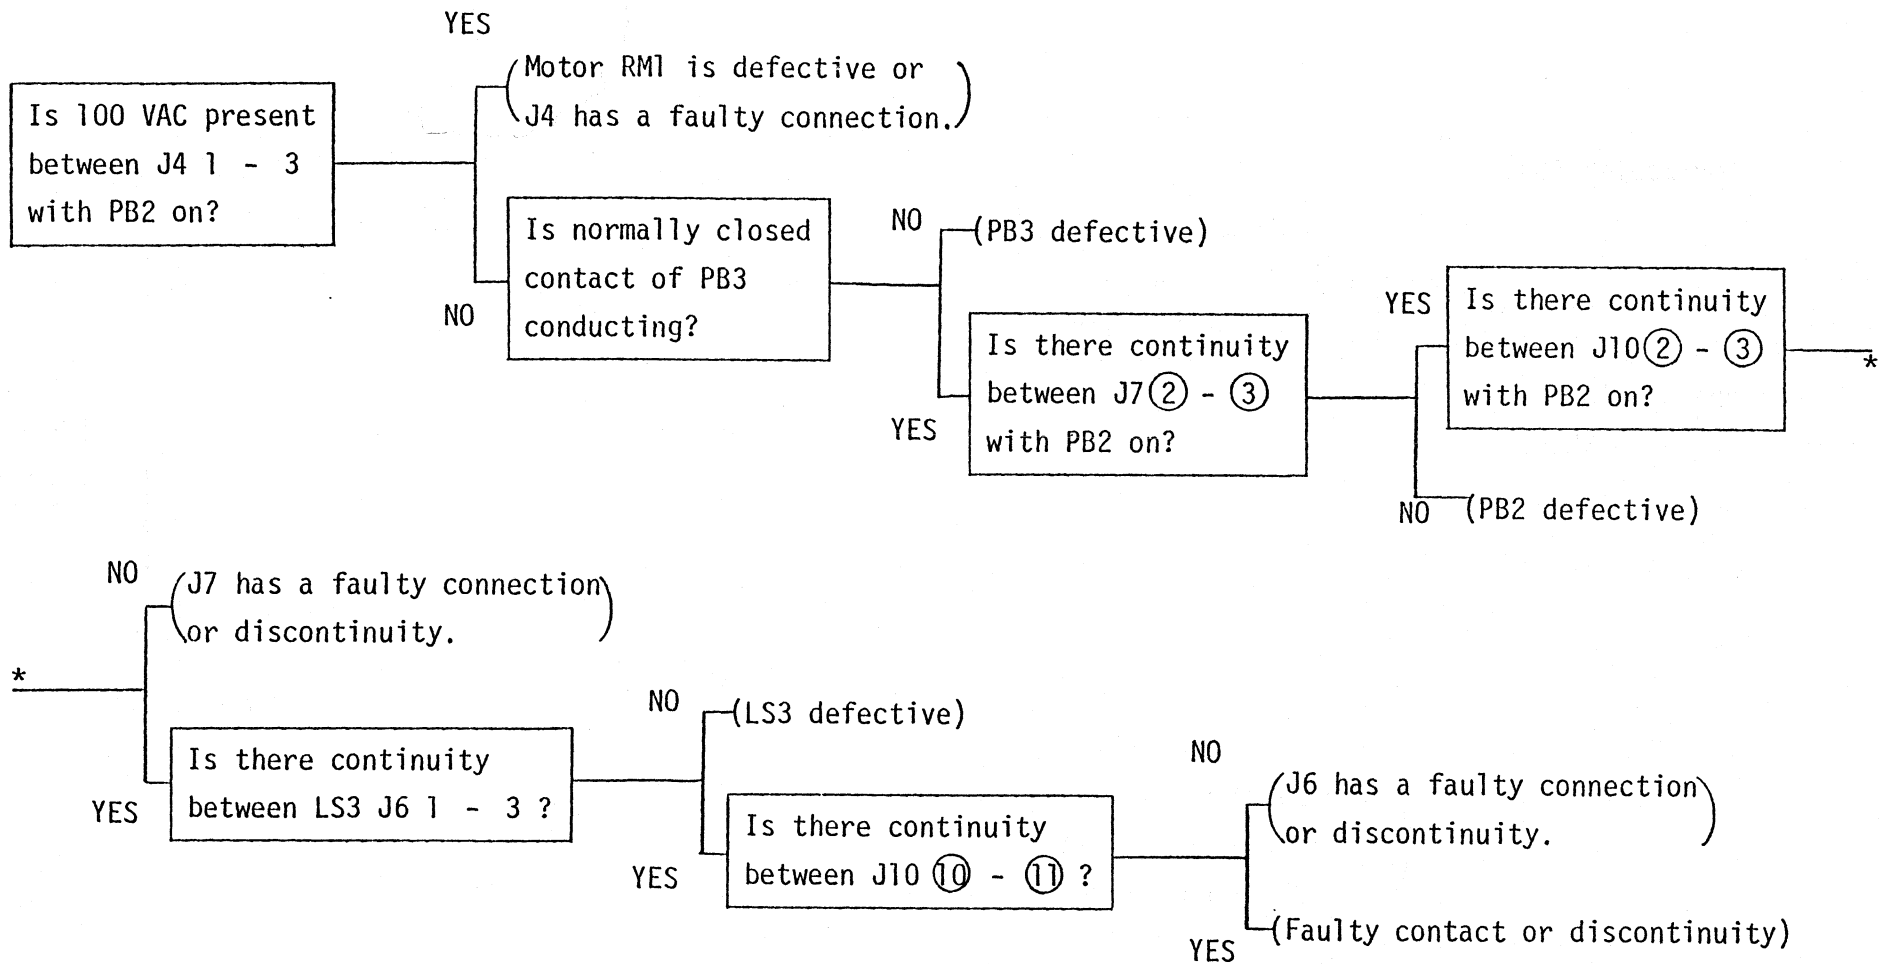 YES
(Motor RM1 is defective or
J4 has a faulty connection.)
Is 100 VAC present
between J4 1 - 3
with PB2 on?
NO
Is normally closed
contact of PB3
conducting?
NO
(PB3 defective)
YES
Is there continuity
between J7 ② - ③
with PB2 on?
YES
Is there continuity
between J10 ② - ③
with PB2 on?
*
NO
(PB2 defective)
*
NO
(J7 has a faulty connection
or discontinuity.)
YES
Is there continuity
between LS3 J6 1 - 3 ?
NO
(LS3 defective)
YES
Is there continuity
between J10 ⑩ - ⑪ ?
NO
(J6 has a faulty connection
or discontinuity.)
YES
(Faulty contact or discontinuity)